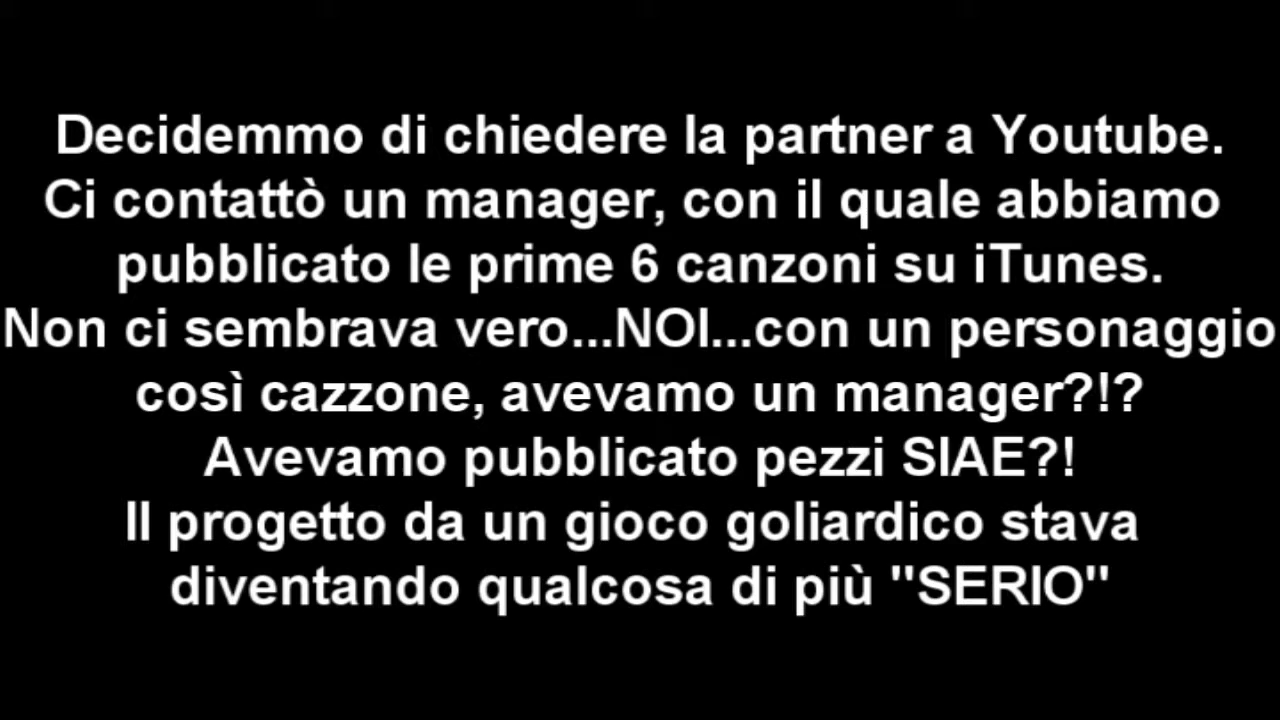 Decidemmo di chiedere la partner a Youtube.
Ci contattò un manager, con il quale abbiamo
pubblicato le prime 6 canzoni su iTunes.
Non ci sembrava vero...NOI...con un personaggio
così cazzone, avevamo un manager?!?
Avevamo pubblicato pezzi SIAE?!
Il progetto da un gioco goliardico stava
diventando qualcosa di più "SERIO"